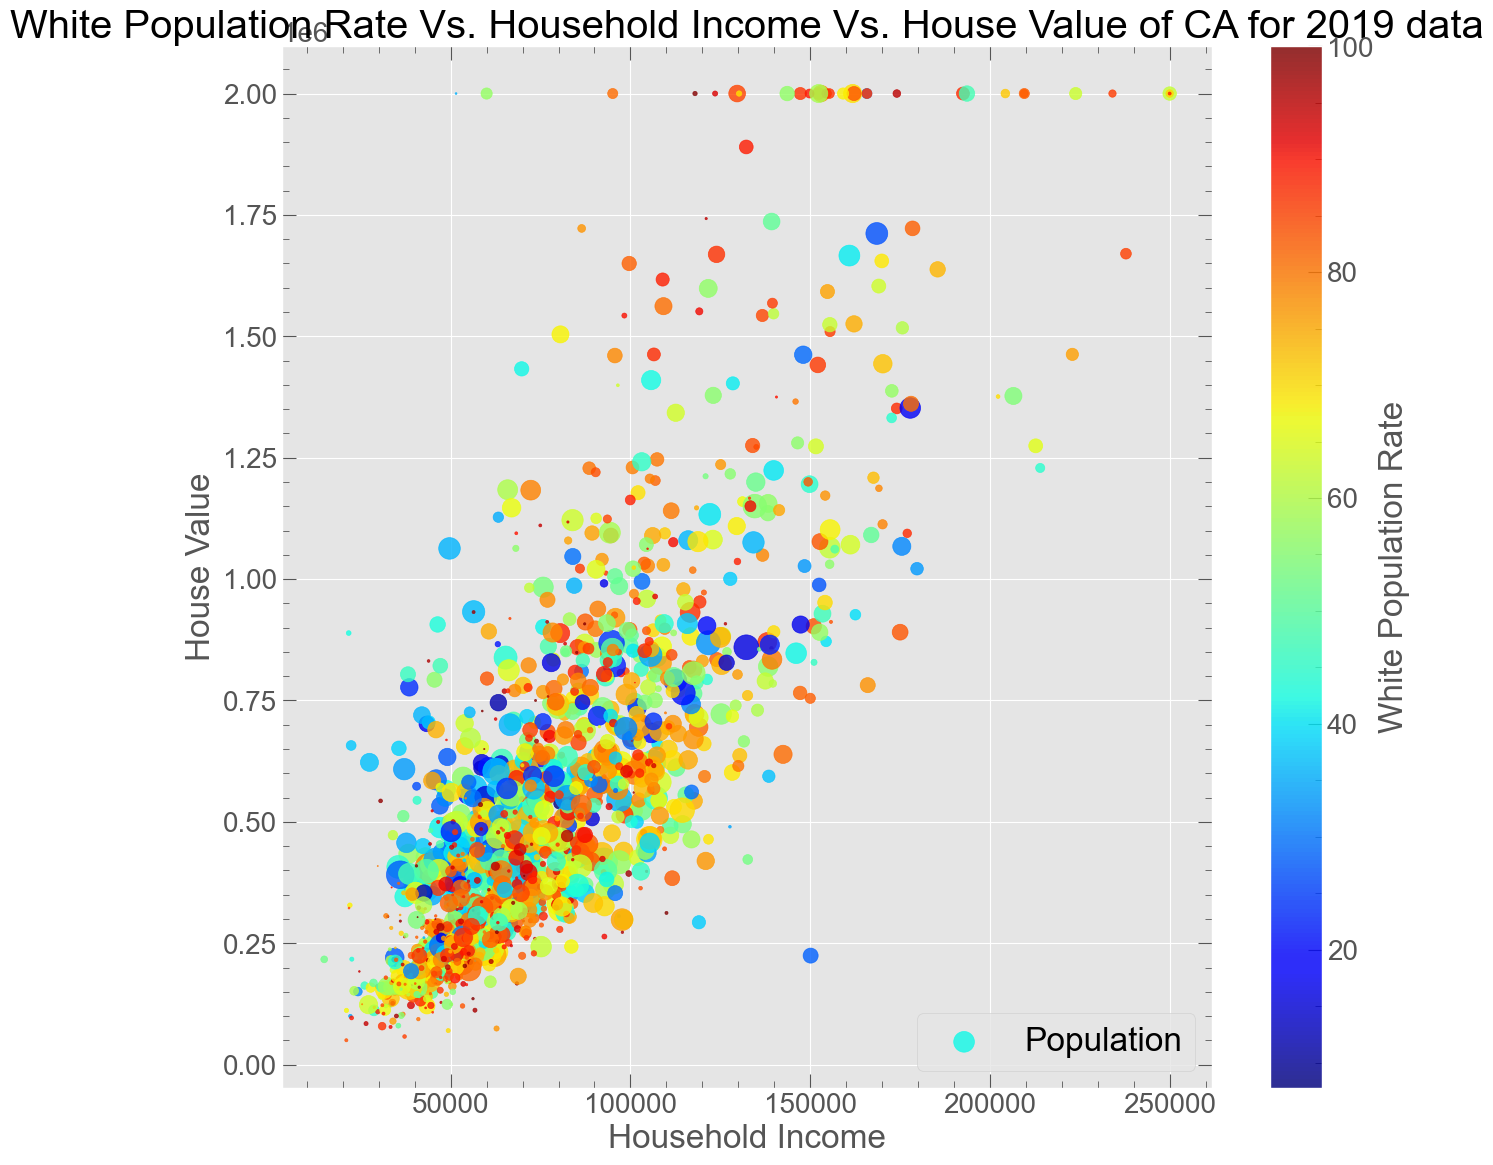 White Population Rate Vs. Household Income Vs. House Value of CA for 2019 data
1e6
2.00
1.75
1.50
1.25
1.00
0.75
0.50
0.25
0.00
House Value
50000 100000 150000 200000 250000
Household Income
Population
100
80
60
40
20
White Population Rate